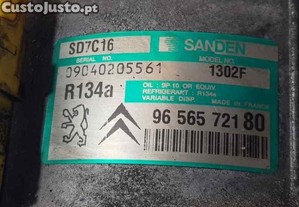 CustoJusto
SD7C16
SANDEN
SERIAL NO.
MODEL NO.
09040205561
1302F
R134a
OIL : SP-10 OR EQUIV.
REFRIGERANT R134a
VARIABLE DISP.
MADE IN FRANCE
96 565 721 80